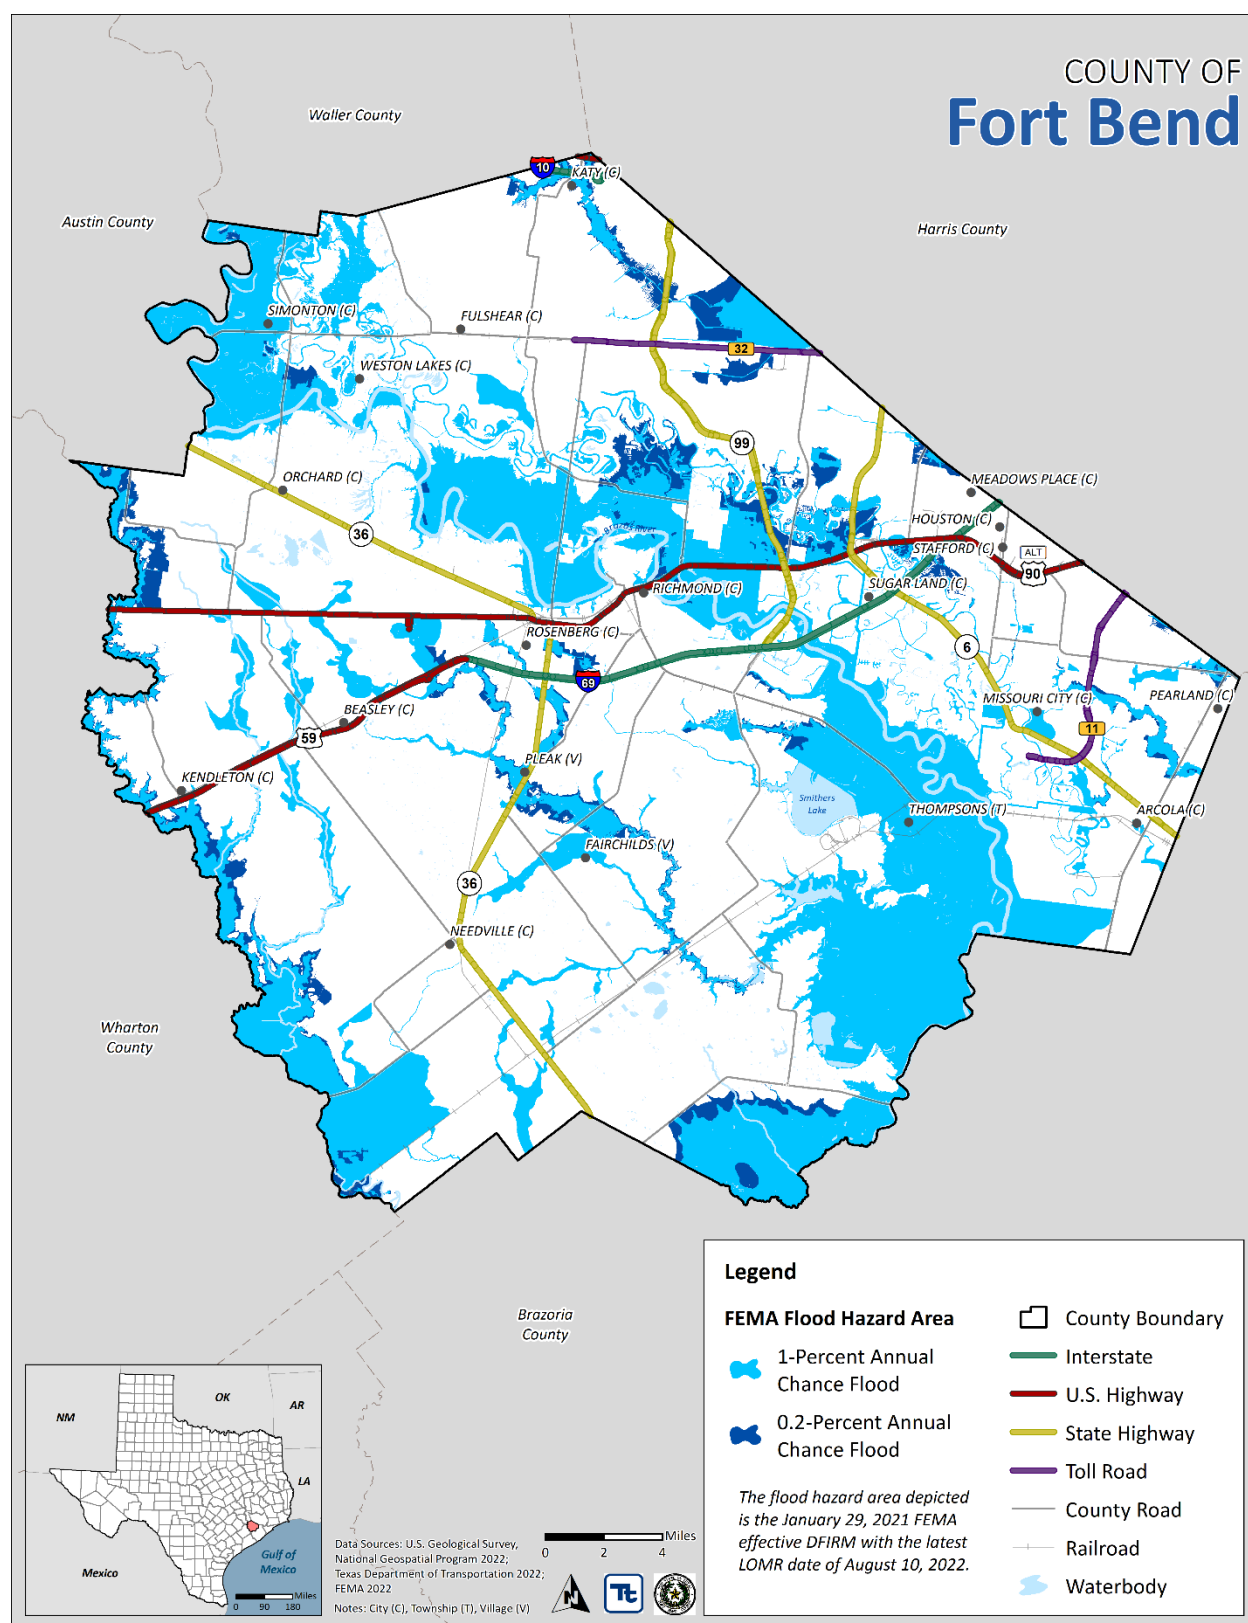 COUNTY OF
Fort Bend
Waller County
Austin County
Harris County
10
KATY (C)
SIMONTON (C)
FULSHEAR (C)
32
WESTON LAKES (C)
99
ORCHARD (C)
MEADOWS PLACE (C)
HOUSTON (C)
36
Brazos River
STAFFORD (C)
ALT
90
RICHMOND (C)
SUGAR LAND (C)
ROSENBERG (C)
6
69
MISSOURI CITY (C)
PEARLAND (C)
BEASLEY (C)
59
11
PLEAK (V)
KENDLETON (C)
Smithers
Lake
THOMPSONS (T)
ARCOLA (C)
FAIRCHILDS (V)
36
NEEDVILLE (C)
Wharton
County
Brazoria
County
Legend
FEMA Flood Hazard Area
1-Percent Annual
Chance Flood
0.2-Percent Annual
Chance Flood
The flood hazard area depicted
is the January 29, 2021 FEMA
effective DFIRM with the latest
LOMR date of August 10, 2022.
County Boundary
Interstate
U.S. Highway
State Highway
Toll Road
County Road
Railroad
Waterbody
NM
OK
AR
LA
Mexico
Gulf of
Mexico
Miles
0 90 180
Data Sources: U.S. Geological Survey,
National Geospatial Program 2022;
Texas Department of Transportation 2022;
FEMA 2022
Notes: City (C), Township (T), Village (V)
Miles
0 2 4
N
Tt